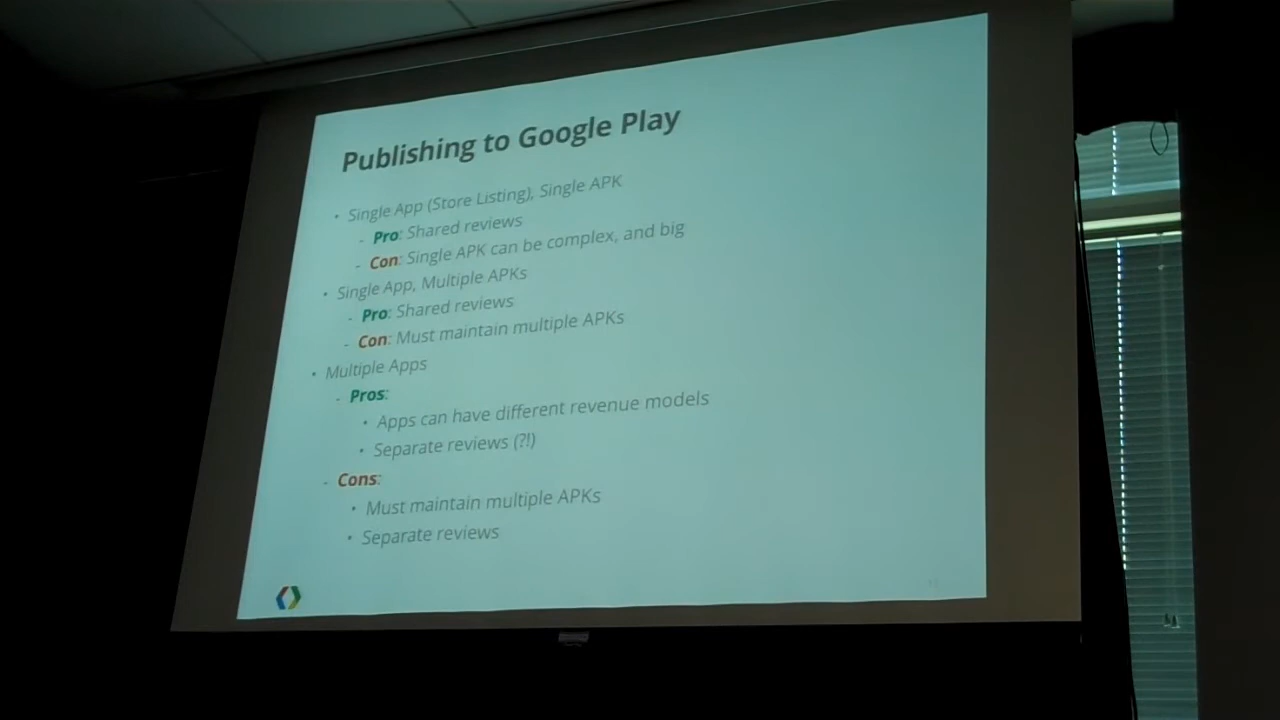 Publishing to Google Play
• Single App (Store Listing), Single APK
- Pro: Shared reviews
- Con: Single APK can be complex, and big
• Single App, Multiple APKs
- Pro: Shared reviews
- Con: Must maintain multiple APKs
• Multiple Apps
- Pros:
• Apps can have different revenue models
• Separate reviews (?!)
- Cons:
• Must maintain multiple APKs
• Separate reviews